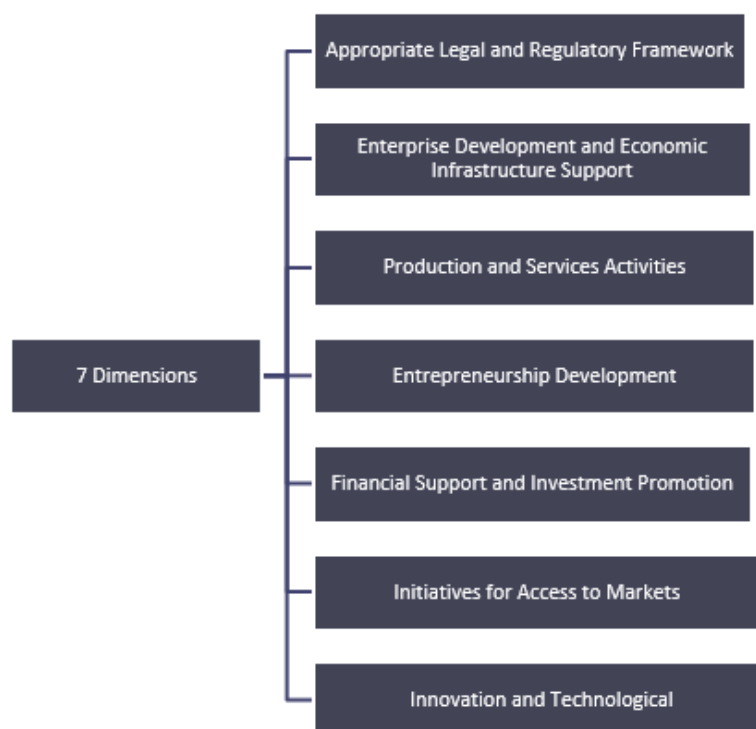 Appropriate Legal and Regulatory Framework
Enterprise Development and Economic
Infrastructure Support
Production and Services Activities
7 Dimensions
Entrepreneurship Development
Financial Support and Investment Promotion
Initiatives for Access to Markets
Innovation and Technological